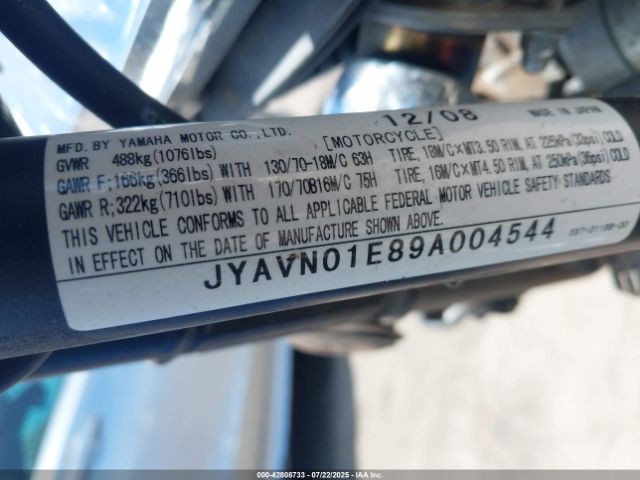 12/08 MADE IN JAPAN
MFD. BY YAMAHA MOTOR CO.,LTD. [MOTORCYCLE]
GVWR 488kg(1076lbs)
GAWR F;166kg(366lbs)WITH 130/70-18M/C 63H TIRE, 18M/C×MT3.50 RIM, AT 225kPa(33psi)COLD
GAWR R;322kg(710lbs)WITH 170/70B16M/C 75H TIRE, 16M/C×MT4.50 RIM, AT 250kPa(36psi)COLD
THIS VEHICLE CONFORMS TO ALL APPLICABLE FEDERAL MOTOR VEHICLE SAFETY STANDARDS
IN EFFECT ON THE DATE OF MANUFACTURE SHOWN ABOVE.
JYAVN01E89A004544
000-42808733 - 07/22/2025 - © IAA Holdings, LLC